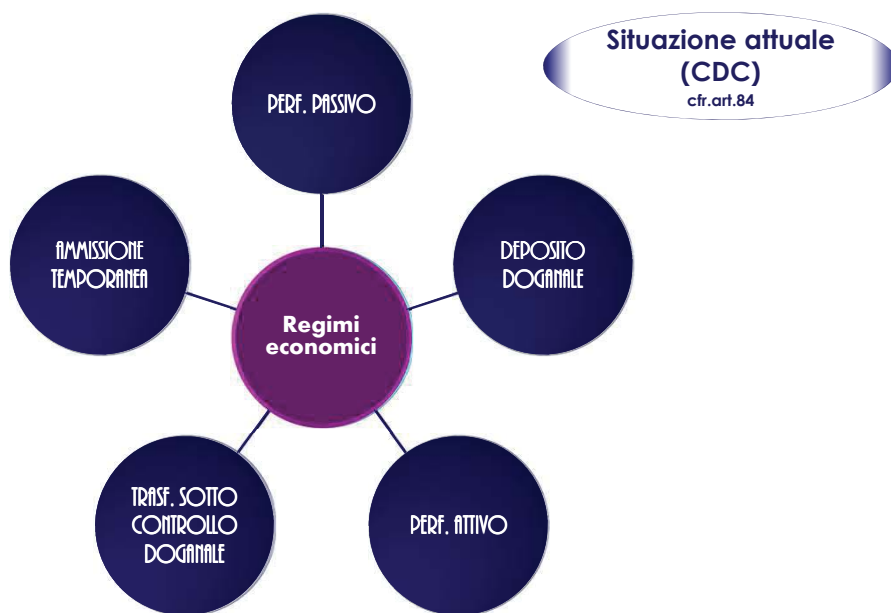 Situazione attuale
(CDC)
cfr.art.84
PERF. PASSIVO
AMMISSIONE
TEMPORANEA
DEPOSITO
DOGANALE
Regimi
economici
TRASF. SOTTO
CONTROLLO
DOGANALE
PERF. ATTIVO